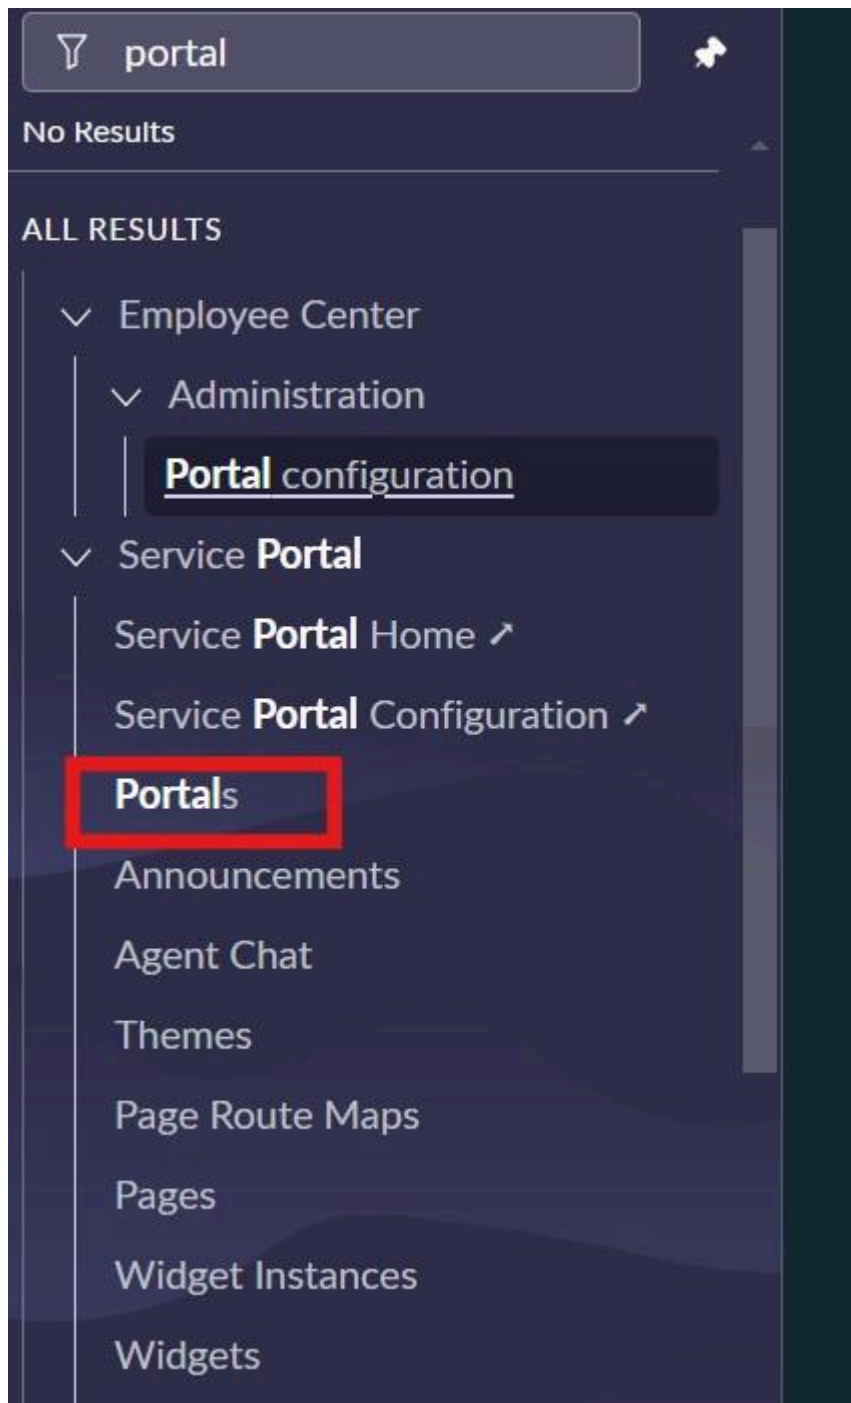 portal
No Results
ALL RESULTS
Employee Center
Administration
Portal configuration
Service Portal
Service Portal Home ↗
Service Portal Configuration ↗
Portals
Announcements
Agent Chat
Themes
Page Route Maps
Pages
Widget Instances
Widgets